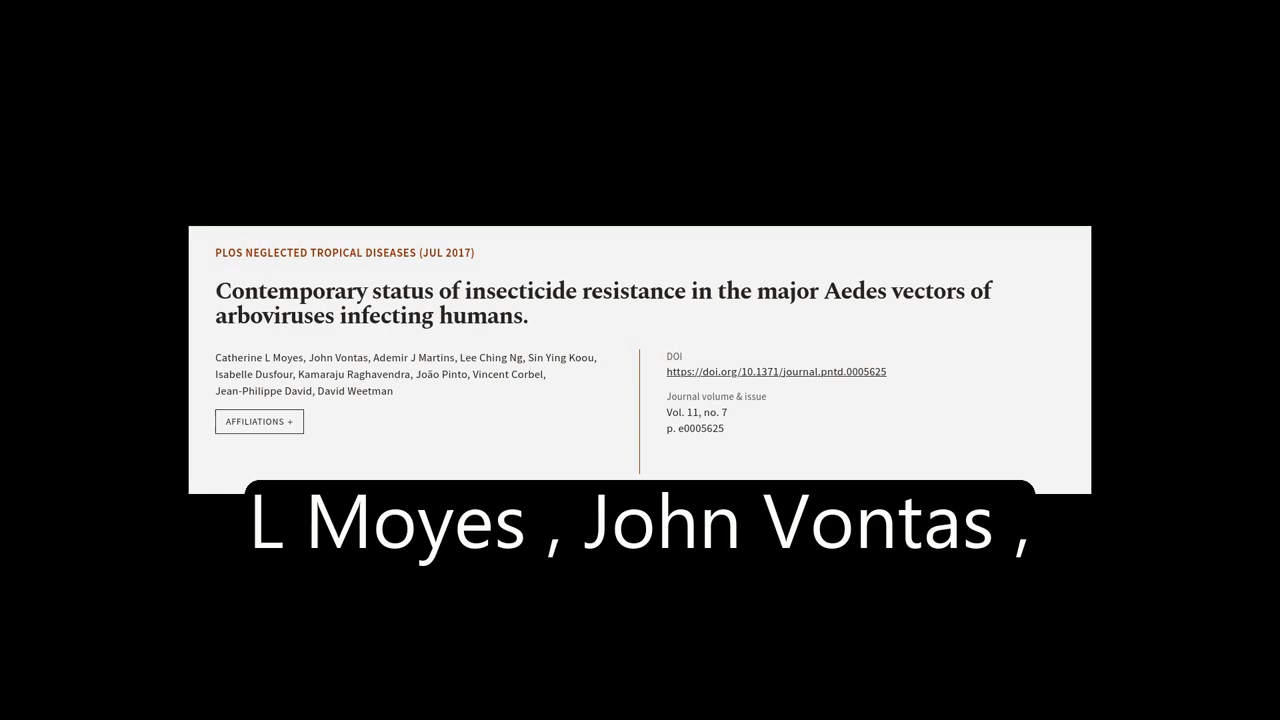 PLOS NEGLECTED TROPICAL DISEASES (JUL 2017)
Contemporary status of insecticide resistance in the major Aedes vectors of
arboviruses infecting humans.
Catherine L Moyes, John Vontas, Ademir J Martins, Lee Ching Ng, Sin Ying Koou,
Isabelle Dusfour, Kamaraju Raghavendra, João Pinto, Vincent Corbel,
Jean-Philippe David, David Weetman
AFFILIATIONS +
DOI
https://doi.org/10.1371/journal.pntd.0005625
Journal volume & issue
Vol. 11, no. 7
p. e0005625
L Moyes , John Vontas ,